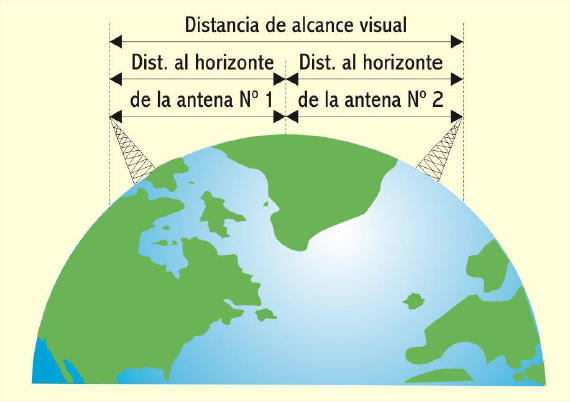 Distancia de alcance visual
Dist. al horizonte Dist. al horizonte
de la antena Nº 1 de la antena Nº 2